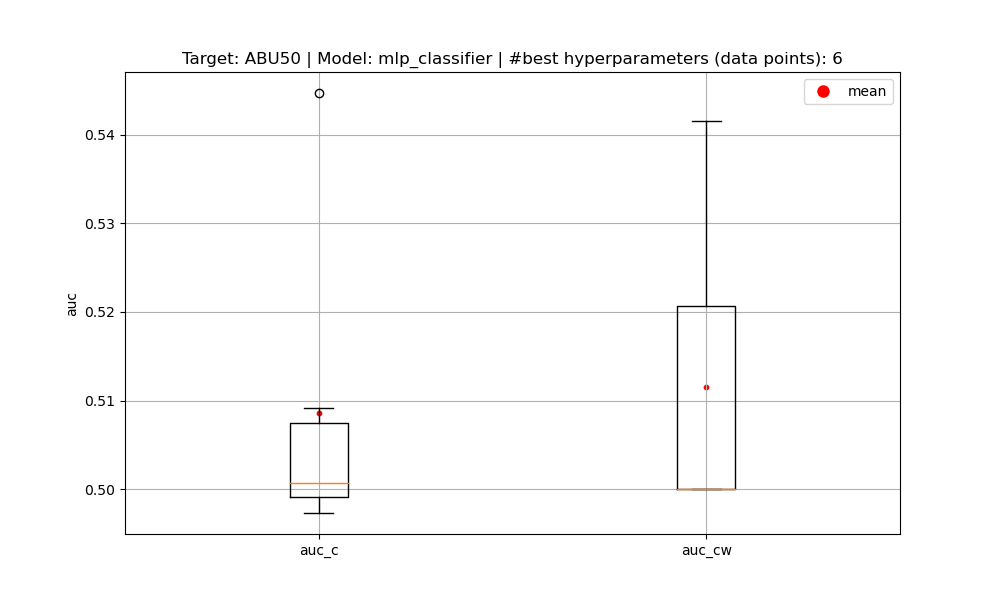 Target: ABU50 | Model: mlp_classifier | #best hyperparameters (data points): 6
mean
0.54
0.53
0.52
0.51
0.50
auc
auc_c
auc_cw